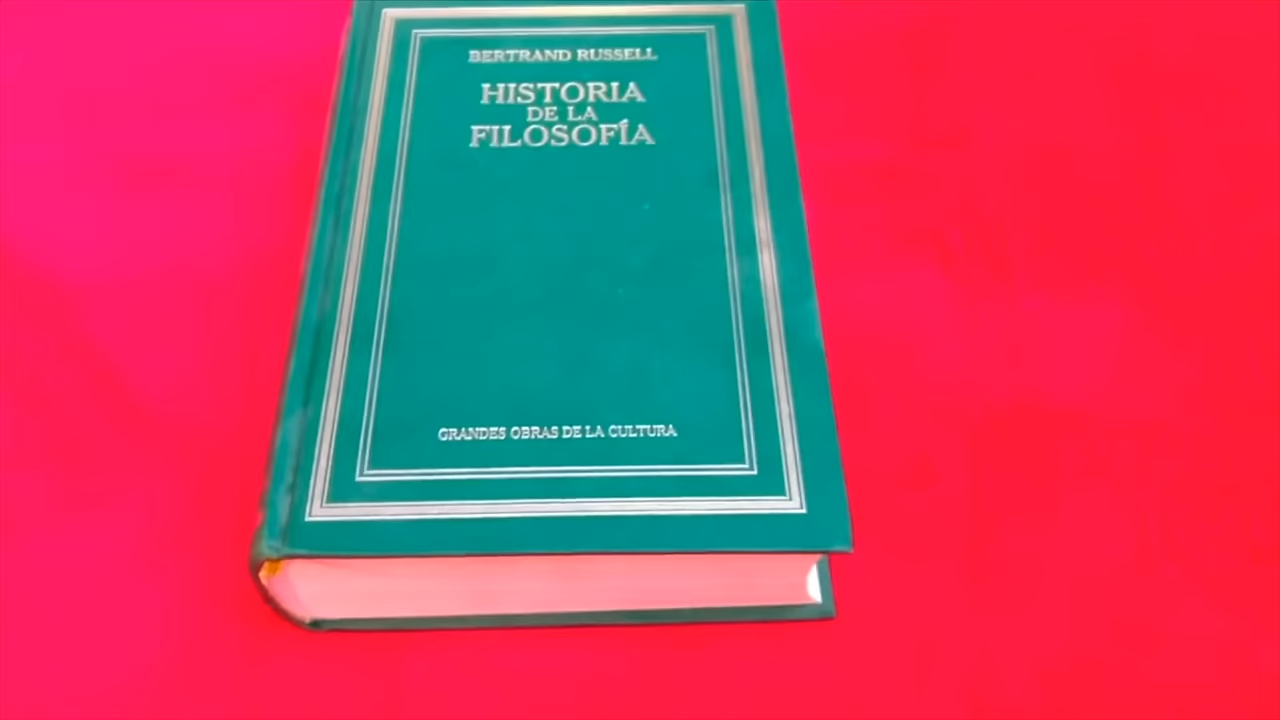 BERTRAND RUSSELL
HISTORIA
DE LA
FILOSOFÍA
GRANDES OBRAS DE LA CULTURA